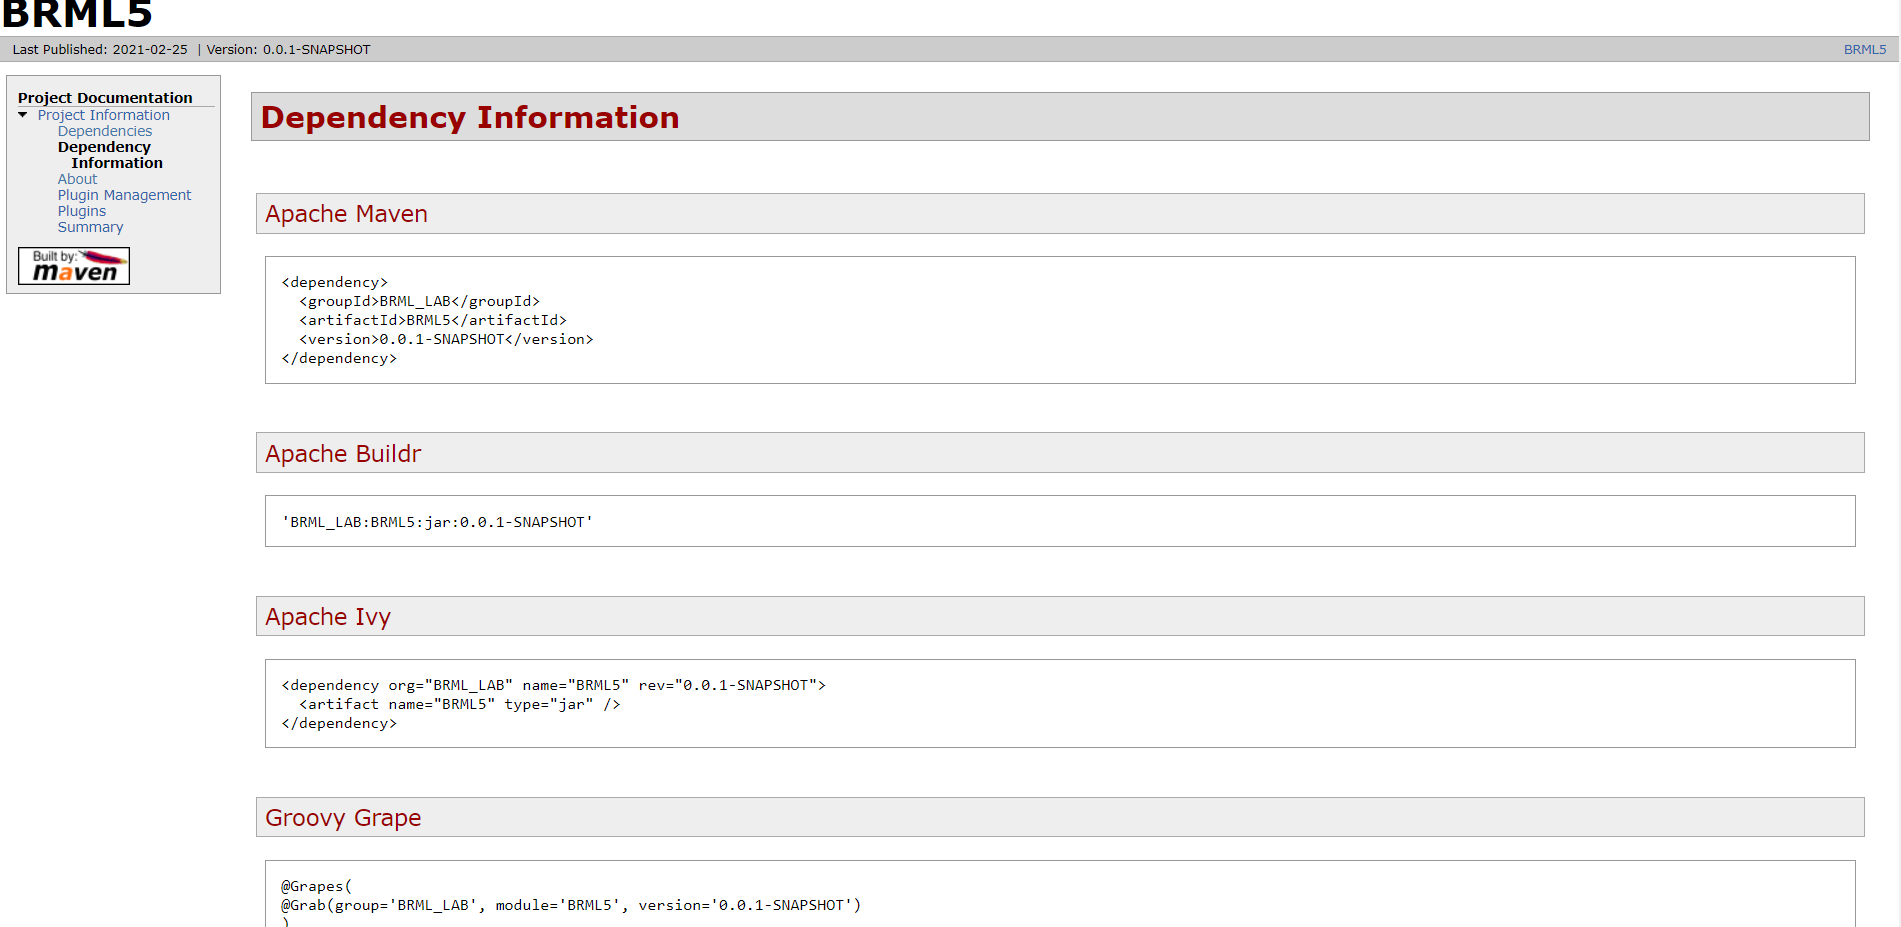 BRML5
Last Published: 2021-02-25 | Version: 0.0.1-SNAPSHOT
BRML5
Project Documentation
Project Information
Dependencies
Dependency
Information
About
Plugin Management
Plugins
Summary
Built by:
maven
Dependency Information
Apache Maven
<dependency>
  <groupId>BRML_LAB</groupId>
  <artifactId>BRML5</artifactId>
  <version>0.0.1-SNAPSHOT</version>
</dependency>
Apache Buildr
'BRML_LAB:BRML5:jar:0.0.1-SNAPSHOT'
Apache Ivy
<dependency org="BRML_LAB" name="BRML5" rev="0.0.1-SNAPSHOT">
  <artifact name="BRML5" type="jar" />
</dependency>
Groovy Grape
@Grapes(
@Grab(group='BRML_LAB', module='BRML5', version='0.0.1-SNAPSHOT')
)